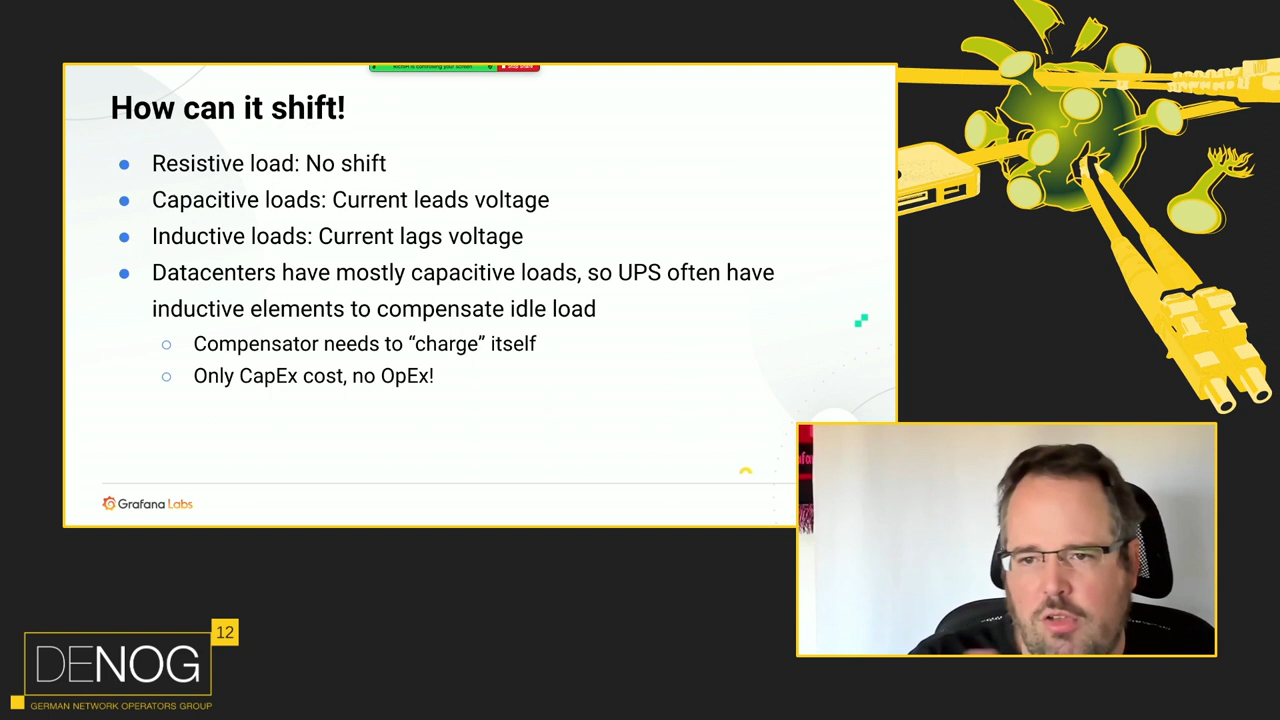 How can it shift!
Resistive load: No shift
Capacitive loads: Current leads voltage
Inductive loads: Current lags voltage
Datacenters have mostly capacitive loads, so UPS often have
inductive elements to compensate idle load
Compensator needs to “charge” itself
Only CapEx cost, no OpEx!
Grafana Labs
12
DENOG
GERMAN NETWORK OPERATORS GROUP